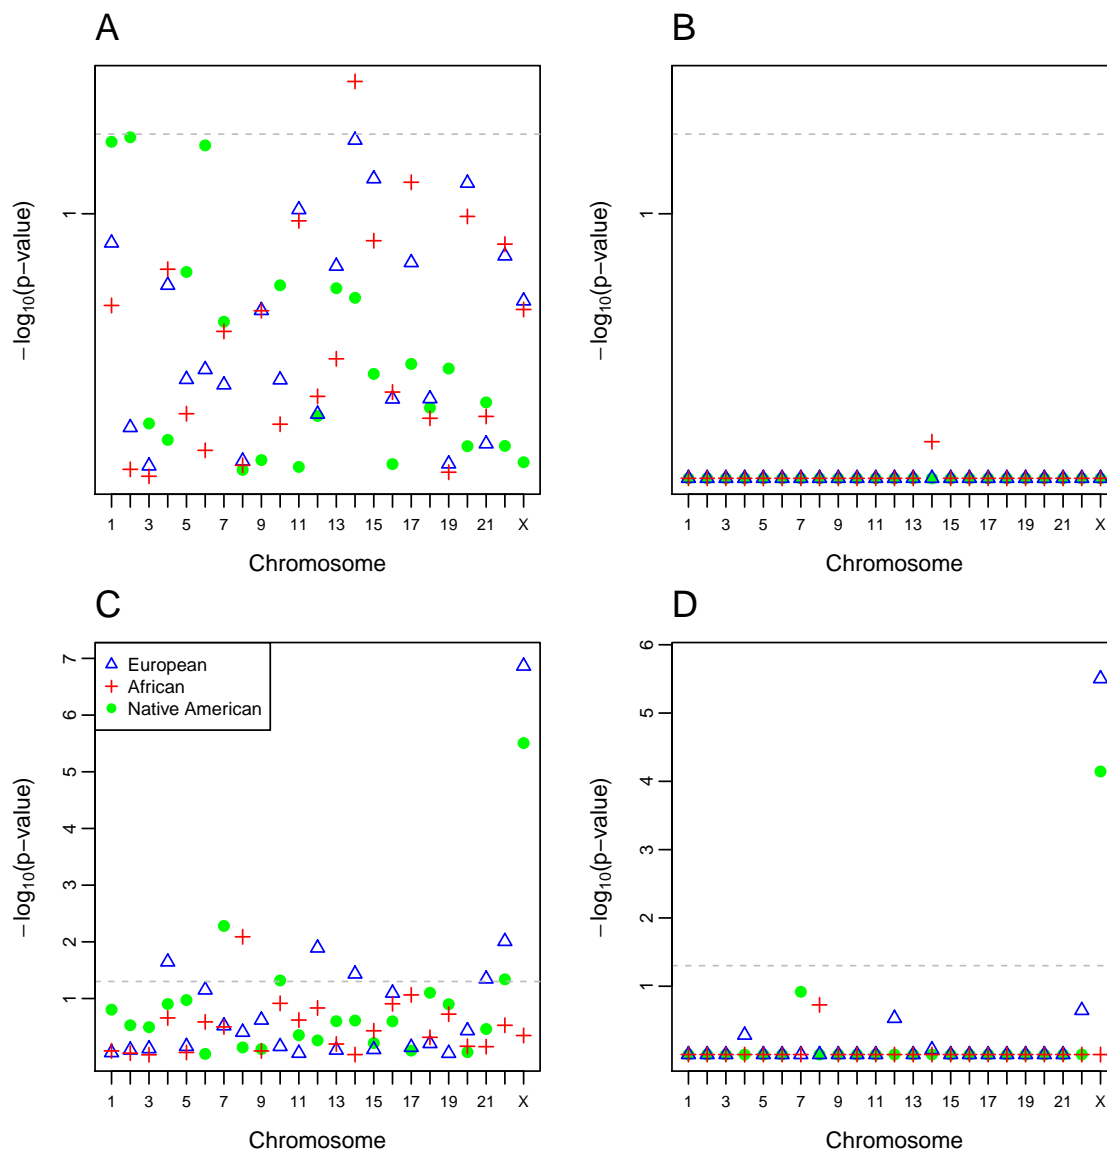 A
−log10(p−value)
1
1 3 5 7 9 11 13 15 17 19 21 X
Chromosome
B
−log10(p−value)
1
1 3 5 7 9 11 13 15 17 19 21 X
Chromosome
C
−log10(p−value)
7
6
5
4
3
2
1
European
African
Native American
1 3 5 7 9 11 13 15 17 19 21 X
Chromosome
D
−log10(p−value)
6
5
4
3
2
1
1 3 5 7 9 11 13 15 17 19 21 X
Chromosome